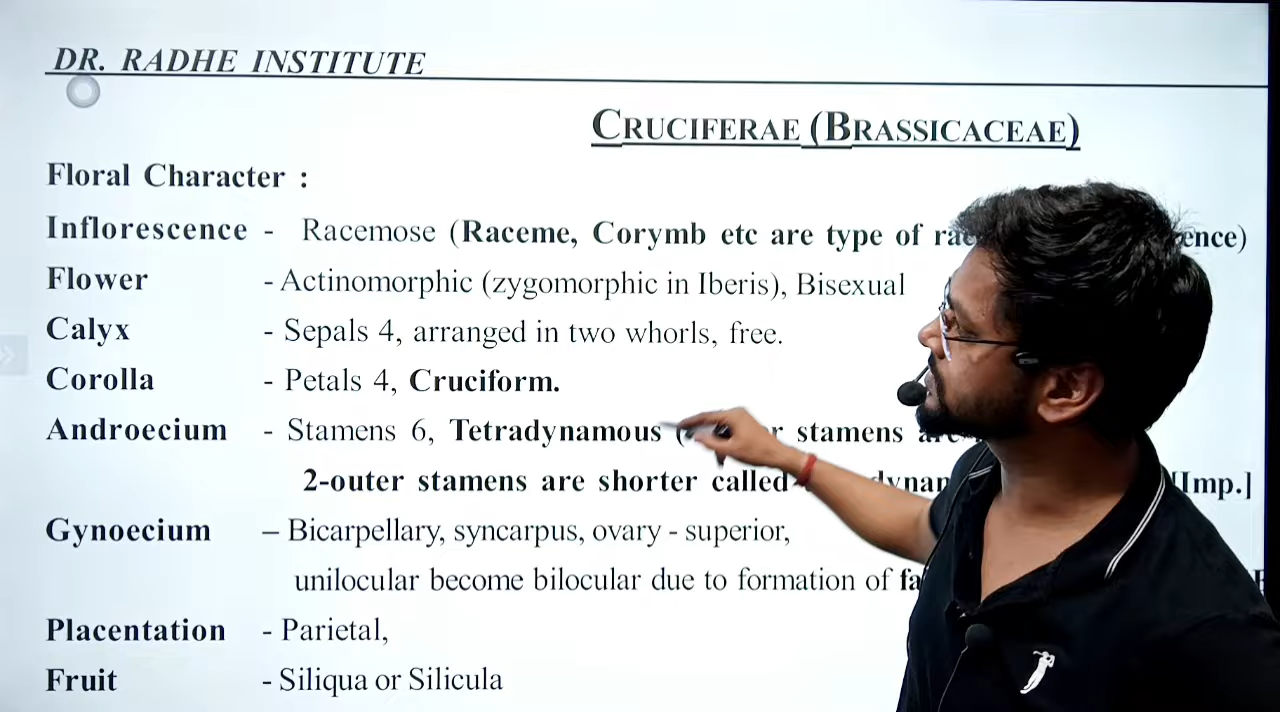 DR. RADHE INSTITUTE
CRUCIFERAE (BRASSICACEAE)
Floral Character :
Inflorescence - Racemose (Raceme, Corymb etc are type of
Flower - Actinomorphic (zygomorphic in Iberis), Bisexual
Calyx - Sepals 4, arranged in two whorls, free.
Corolla - Petals 4, Cruciform.
Androecium - Stamens 6, Tetradynamous ( stamens
2-outer stamens are shorter called [Imp.]
Gynoecium – Bicarpellary, syncarpus, ovary - superior,
unilocular become bilocular due to formation of
Placentation - Parietal,
Fruit - Siliqua or Silicula